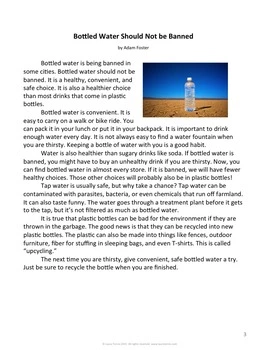 Bottled Water Should Not be Banned
by Adam Foster
Bottled water is being banned
in some cities. Bottled water should not
be banned. It is a healthy, convenient, and
safe choice. It is also a healthier choice
than most drinks that come in plastic
bottles.
Bottled water is convenient. It is
easy to carry on a walk or bike ride. You
can pack it in your lunch or put it in your backpack. It is important to drink
enough water every day. It is not always easy to find a water fountain when
you are thirsty. Keeping a bottle of water with you is a good habit.
Water is also healthier than sugary drinks like soda. If bottled water is
banned, you might have to buy an unhealthy drink if you are thirsty. Now, you
can find bottled water in almost every store. If it is banned, we will have fewer
healthy choices. Those other choices will probably also be in plastic bottles!
Tap water is usually safe, but why take a chance? Tap water can be
contaminated with parasites, bacteria, or even chemicals that run off farmland.
It can also taste funny. The water goes through a treatment plant before it gets
to the tap, but it's not filtered as much as bottled water.
It is true that plastic bottles can be bad for the environment if they are
thrown in the garbage. The good news is that they can be recycled into new
plastic bottles. The plastic can also be made into things like fences, outdoor
furniture, fiber for stuffing in sleeping bags, and even T-shirts. This is called
"upcycling."
The next time you are thirsty, give convenient, safe bottled water a try.
Just be sure to recycle the bottle when you are finished.
3